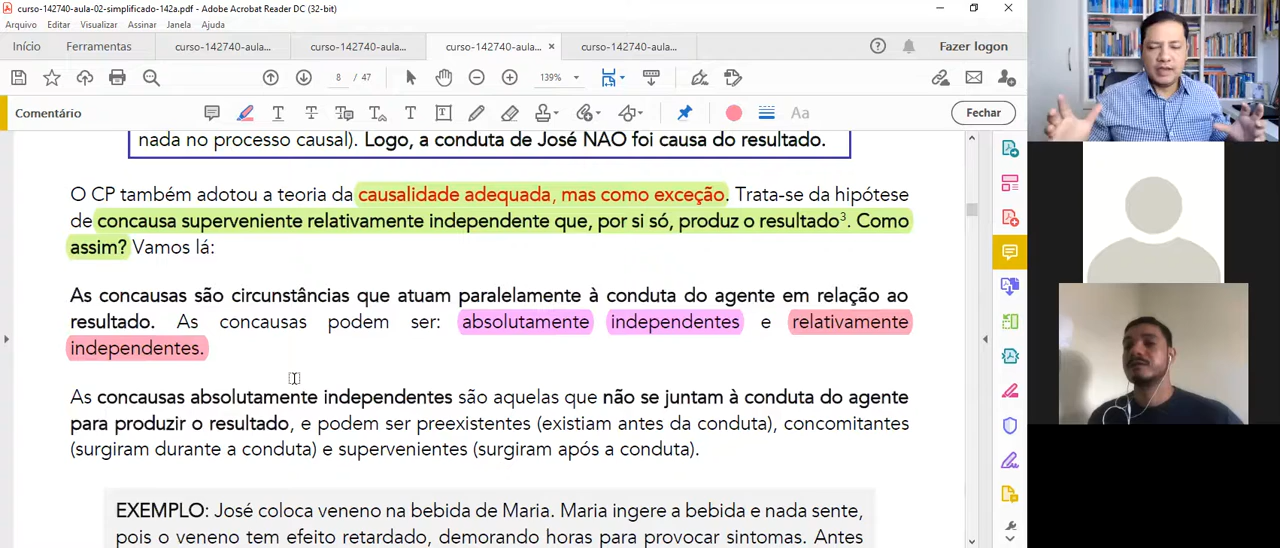 curso-142740-aula-02-simplificado-142a.pdf - Adobe Acrobat Reader DC (32-bit)
Arquivo Editar Visualizar Assinar Janela Ajuda
Início Ferramentas curso-142740-aula... curso-142740-aula... curso-142740-aula... × curso-142740-aula... Fazer logon
8 / 47 139%
Comentário Fechar
nada no processo causal). Logo, a conduta de José NAO foi causa do resultado.
O CP também adotou a teoria da causalidade adequada, mas como exceção. Trata-se da hipótese
de concausa superveniente relativamente independente que, por si só, produz o resultado³. Como
assim? Vamos lá:
As concausas são circunstâncias que atuam paralelamente à conduta do agente em relação ao
resultado. As concausas podem ser: absolutamente independentes e relativamente
independentes.
As concausas absolutamente independentes são aquelas que não se juntam à conduta do agente
para produzir o resultado, e podem ser preexistentes (existiam antes da conduta), concomitantes
(surgiram durante a conduta) e supervenientes (surgiram após a conduta).
EXEMPLO: José coloca veneno na bebida de Maria. Maria ingere a bebida e nada sente,
pois o veneno tem efeito retardado, demorando horas para provocar sintomas. Antes